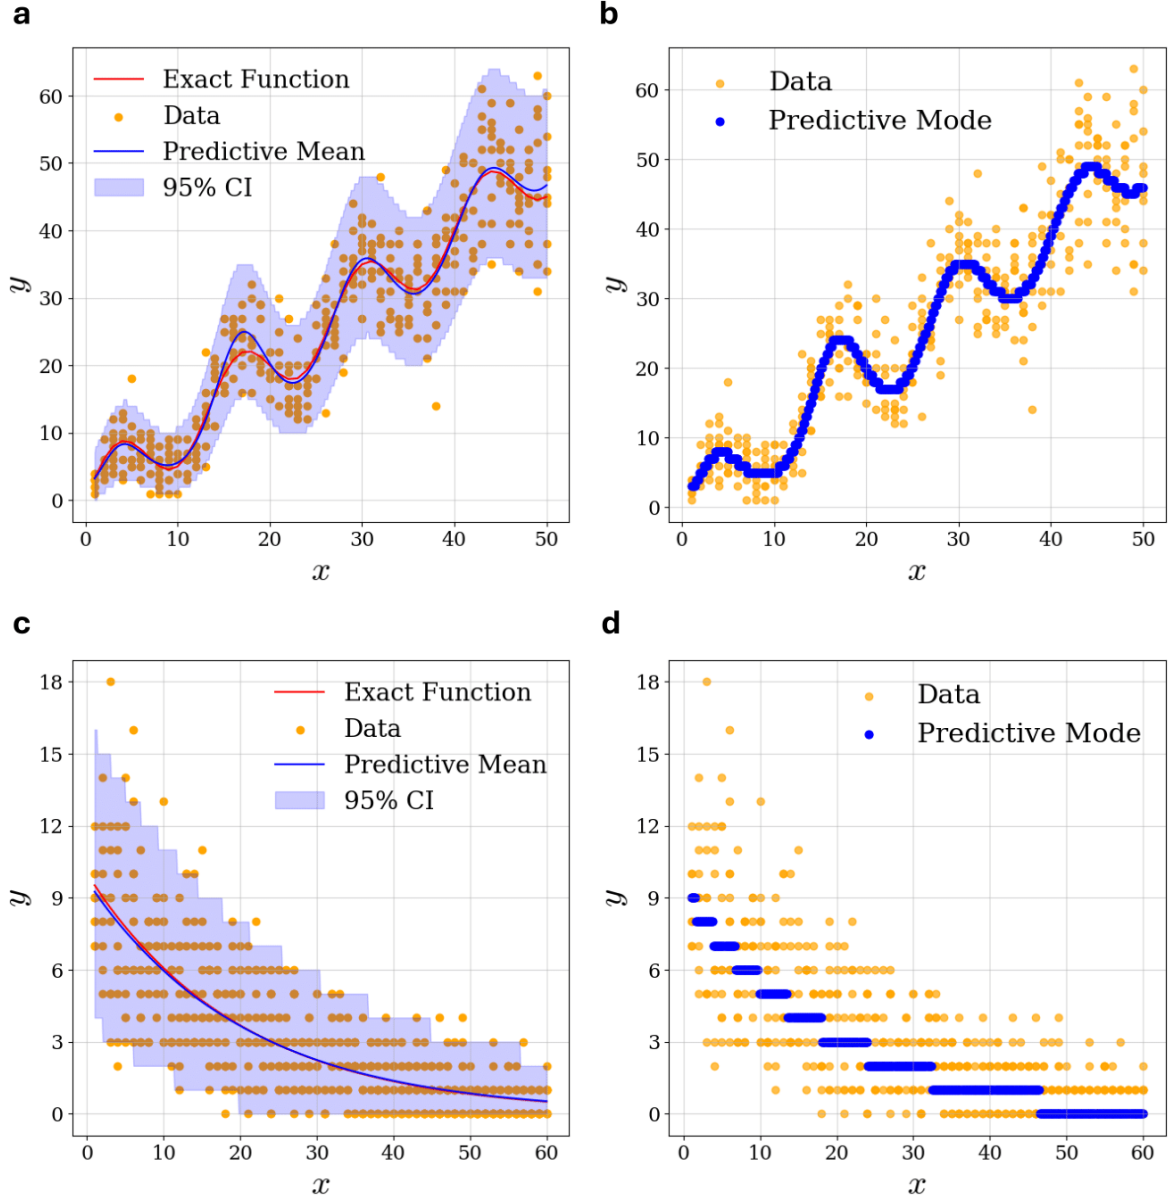 a
Exact Function
Data
Predictive Mean
95% CI
y
60
50
40
30
20
10
0
0 10 20 30 40 50
x
b
Data
Predictive Mode
y
60
50
40
30
20
10
0
0 10 20 30 40 50
x
c
Exact Function
Data
Predictive Mean
95% CI
y
18
15
12
9
6
3
0
0 10 20 30 40 50 60
x
d
Data
Predictive Mode
y
18
15
12
9
6
3
0
0 10 20 30 40 50 60
x